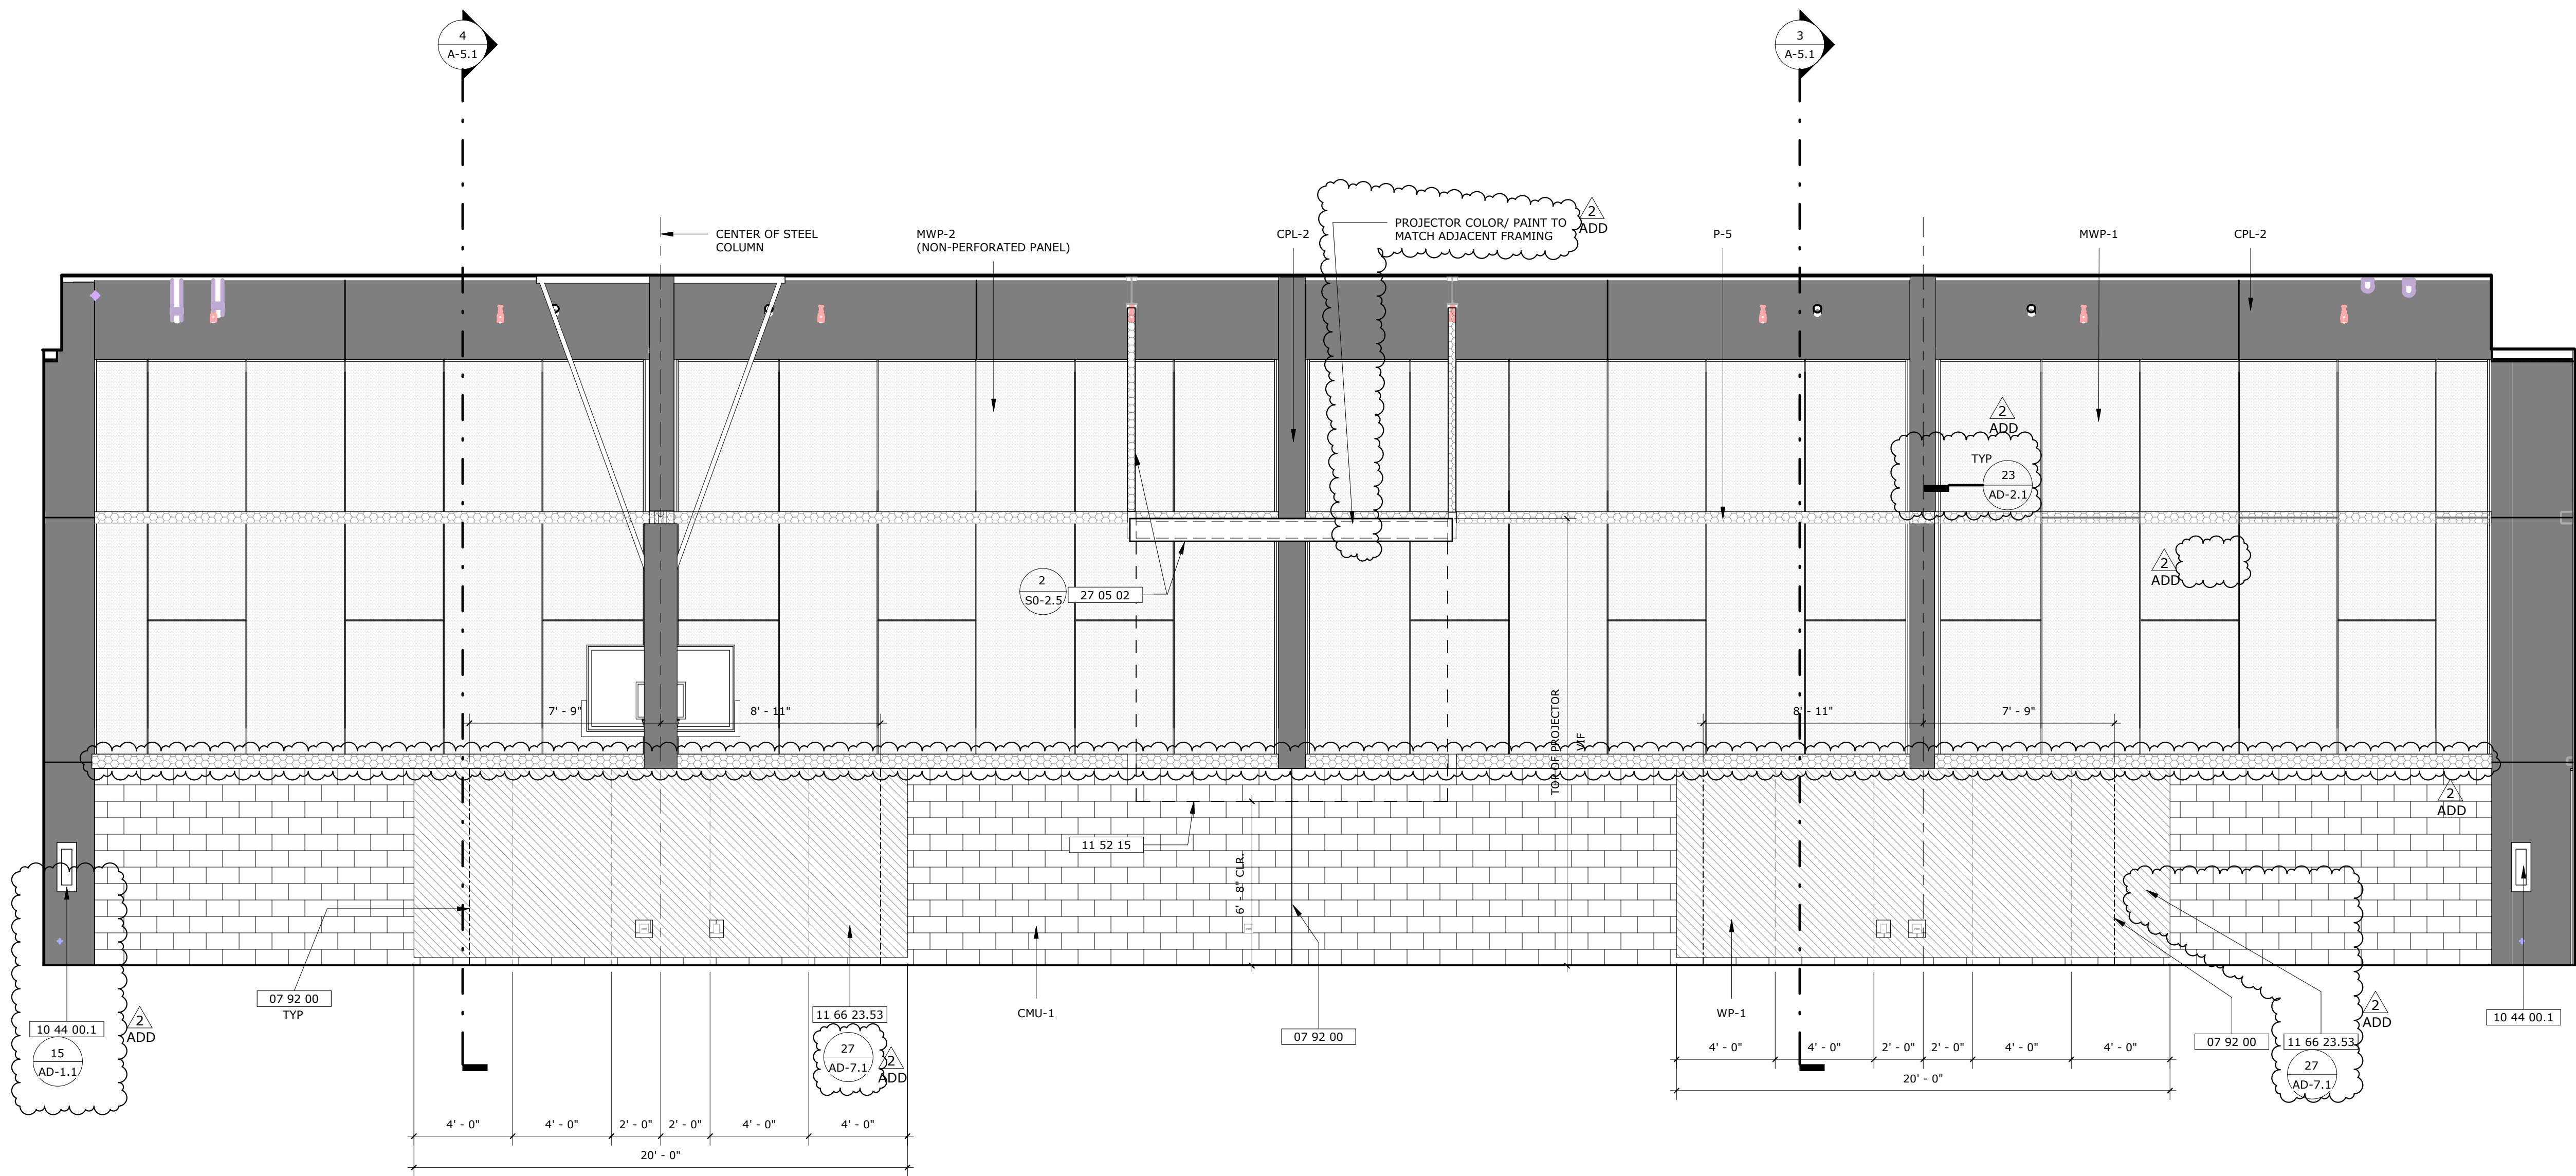 4
A-5.1
3
A-5.1
CENTER OF STEEL
COLUMN
MWP-2
(NON-PERFORATED PANEL)
CPL-2
PROJECTOR COLOR/ PAINT TO
MATCH ADJACENT FRAMING
2
ADD
P-5
MWP-1
CPL-2
2
ADD
TYP
23
AD-2.1
2
ADD
2
S0-2.5
27 05 02
7' - 9"
8' - 11"
TOP OF PROJECTOR
VIF
8' - 11"
7' - 9"
2
ADD
11 52 15
6' - 8" CLR.
07 92 00
TYP
10 44 00.1
15
AD-1.1
2
ADD
11 66 23.53
27
AD-7.1
2
ADD
CMU-1
07 92 00
WP-1
07 92 00
11 66 23.53
27
AD-7.1
2
ADD
10 44 00.1
4' - 0"
4' - 0"
2' - 0"
2' - 0"
4' - 0"
4' - 0"
20' - 0"
4' - 0"
4' - 0"
2' - 0"
2' - 0"
4' - 0"
4' - 0"
20' - 0"